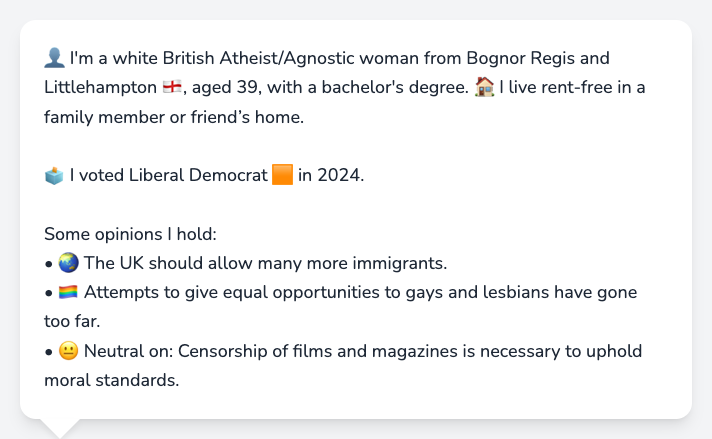 👤 I'm a white British Atheist/Agnostic woman from Bognor Regis and
Littlehampton 🏴󠁧󠁢󠁥󠁮󠁧󠁿, aged 39, with a bachelor's degree. 🏠 I live rent-free in a
family member or friend’s home.
🗳️ I voted Liberal Democrat 🟧 in 2024.
Some opinions I hold:
• 🌏 The UK should allow many more immigrants.
• 🏳️‍🌈 Attempts to give equal opportunities to gays and lesbians have gone
too far.
• 😐 Neutral on: Censorship of films and magazines is necessary to uphold
moral standards.